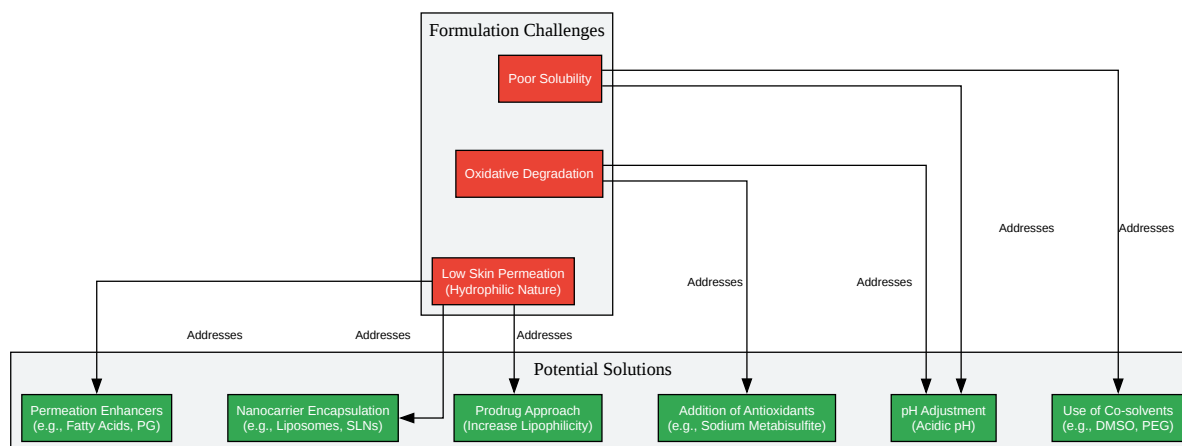 Formulation Challenges
Poor Solubility
Oxidative Degradation
Low Skin Permeation
(Hydrophilic Nature)
Addresses
Addresses
Addresses
Addresses
Addresses
Addresses
Addresses
Potential Solutions
Permeation Enhancers
(e.g., Fatty Acids, PG)
Nanocarrier Encapsulation
(e.g., Liposomes, SLNs)
Prodrug Approach
(Increase Lipophilicity)
Addition of Antioxidants
(e.g., Sodium Metabisulfite)
pH Adjustment
(Acidic pH)
Use of Co-solvents
(e.g., DMSO, PEG)